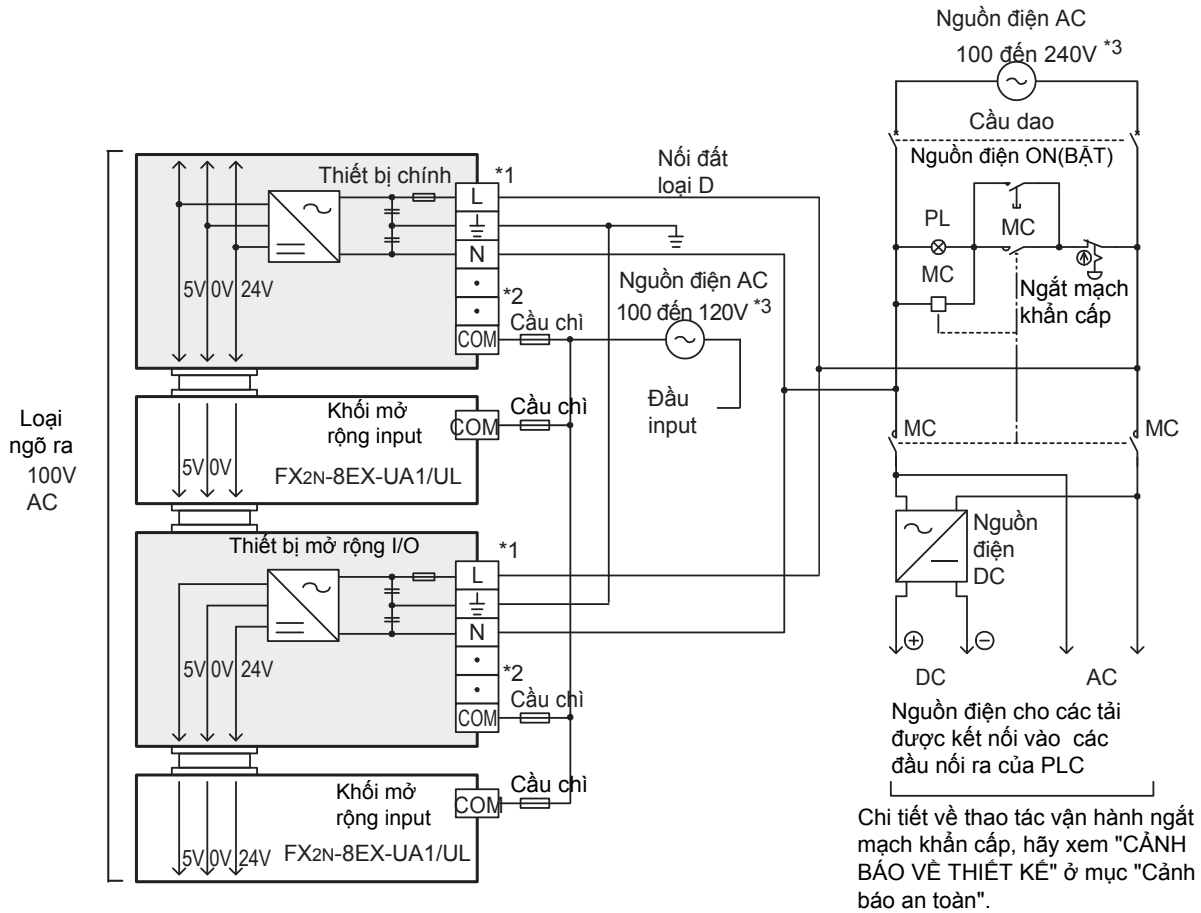 Nguồn điện AC
100 đến 240V *3
Cầu dao
Nguồn điện ON(BẬT)
PL
MC
MC
Ngắt mạch
khẩn cấp
Nối đất
loại D
Thiết bị chính
*1
L
N
*2
COM
Cầu chì
5V 0V 24V
Nguồn điện AC
100 đến 120V *3
Đầu
input
Loại
ngõ ra
100V
AC
Khối mở
rộng input
COM
Cầu chì
5V 0V
FX2N-8EX-UA1/UL
MC
MC
Thiết bị mở rộng I/O
*1
L
N
*2
COM
Cầu chì
5V 0V 24V
Nguồn
điện
DC
DC
AC
Nguồn điện cho các tải
được kết nối vào các
đầu nối ra của PLC
Khối mở
rộng input
COM
Cầu chì
5V 0V 24V
FX2N-8EX-UA1/UL
Chi tiết về thao tác vận hành ngắt
mạch khẩn cấp, hãy xem "CẢNH
BÁO VỀ THIẾT KẾ" ở mục "Cảnh
báo an toàn".